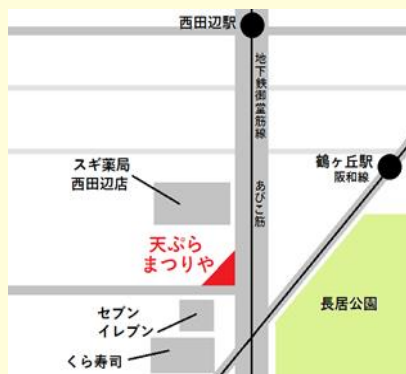 西田辺駅
地下鉄御堂筋線
鶴ヶ丘駅
阪和線
スギ薬局
西田辺店
あびこ筋
天ぷら
まつりや
長居公園
セブン
イレブン
くら寿司